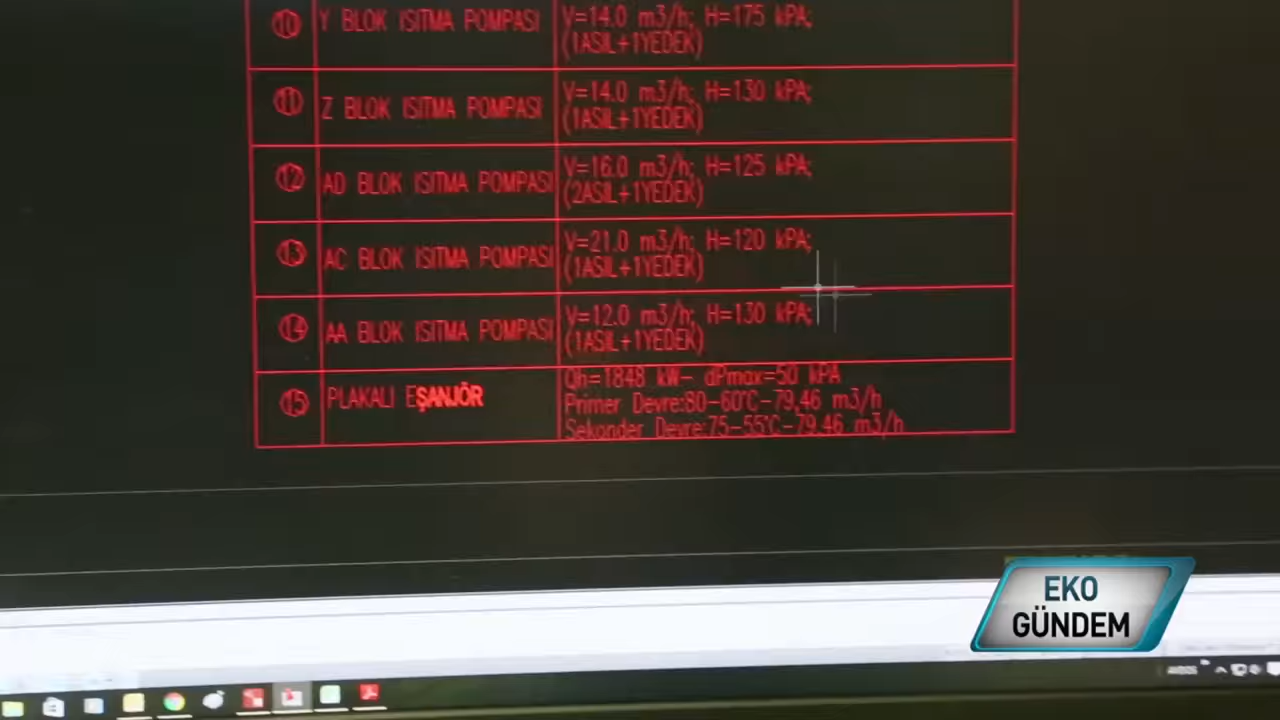 10 Y BLOK ISITMA POMPASI V=14.0 m3/h; H=175 kPA;
(1ASIL+1YEDEK)
11 Z BLOK ISITMA POMPASI V=14.0 m3/h; H=130 kPA;
(1ASIL+1YEDEK)
12 AD BLOK ISITMA POMPASI V=16.0 m3/h; H=125 kPA;
(2ASIL+1YEDEK)
13 AC BLOK ISITMA POMPASI V=21.0 m3/h; H=120 kPA;
(1ASIL+1YEDEK)
14 AA BLOK ISITMA POMPASI V=12.0 m3/h; H=130 kPA;
(1ASIL+1YEDEK)
15 PLAKALI EŞANJÖR Qh=1848 kW- dPmax=50 kPA
Primer Devre:80-60°C-79,46 m3/h
Sekonder Devre:75-55°C-79,46 m3/h
EKO
GÜNDEM